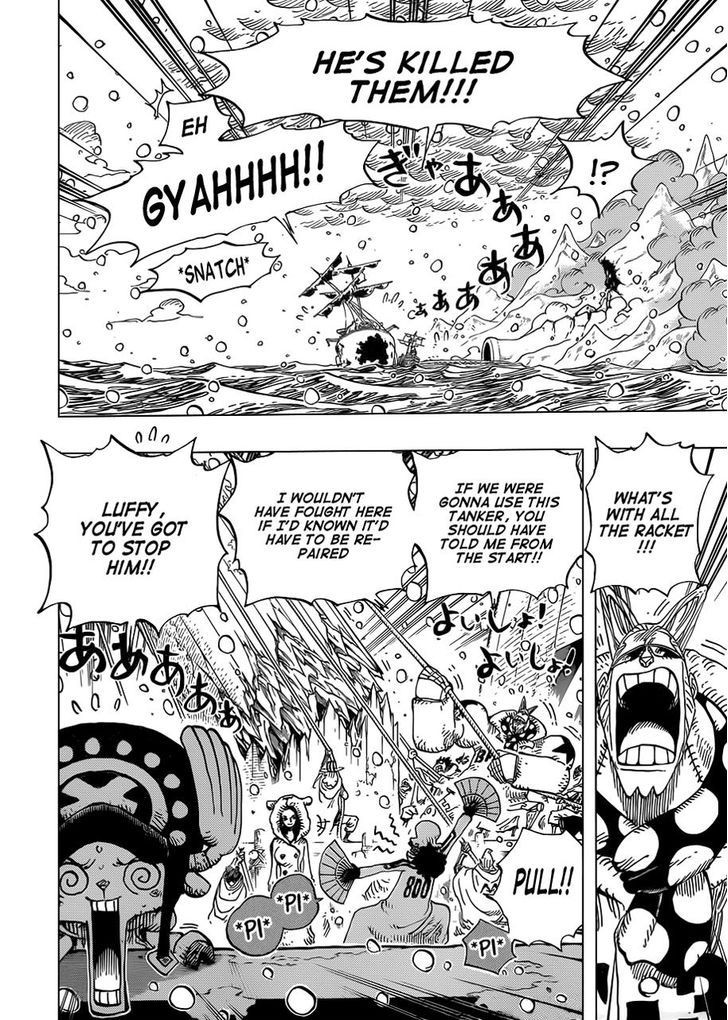 HE'S KILLED
THEM!!!
!?
EH
GYAHHHH!!
ぎゃあああああああ
*SNATCH*
WHAT'S
WITH ALL
THE RACKET
!!!
IF WE WERE
GONNA USE THIS
TANKER, YOU
SHOULD HAVE
TOLD ME FROM
THE START!!
I WOULDN'T
HAVE FOUGHT HERE
IF I'D KNOWN IT'D
HAVE TO BE RE-
PAIRED
LUFFY,
YOU'VE GOT
TO STOP
HIM!!
よいしょ!
よいしょ!
ああああぁぁ
800
PULL!!
*PI*
*PI*
*PI*